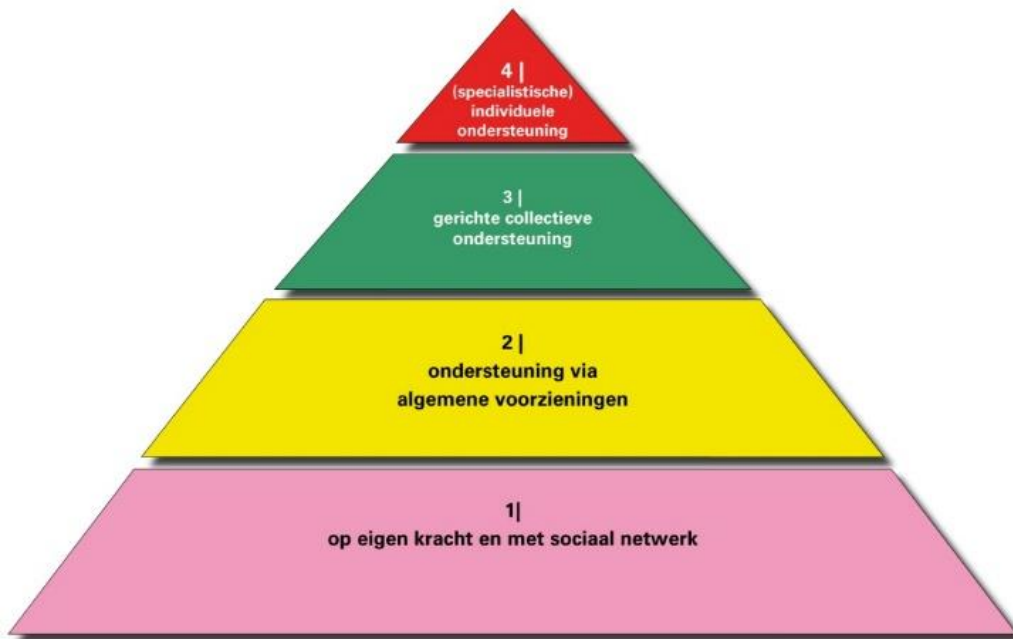 4 |
(specialistische)
individuele
ondersteuning
3 |
gerichte collectieve
ondersteuning
2 |
ondersteuning via
algemene voorzieningen
1|
op eigen kracht en met sociaal netwerk